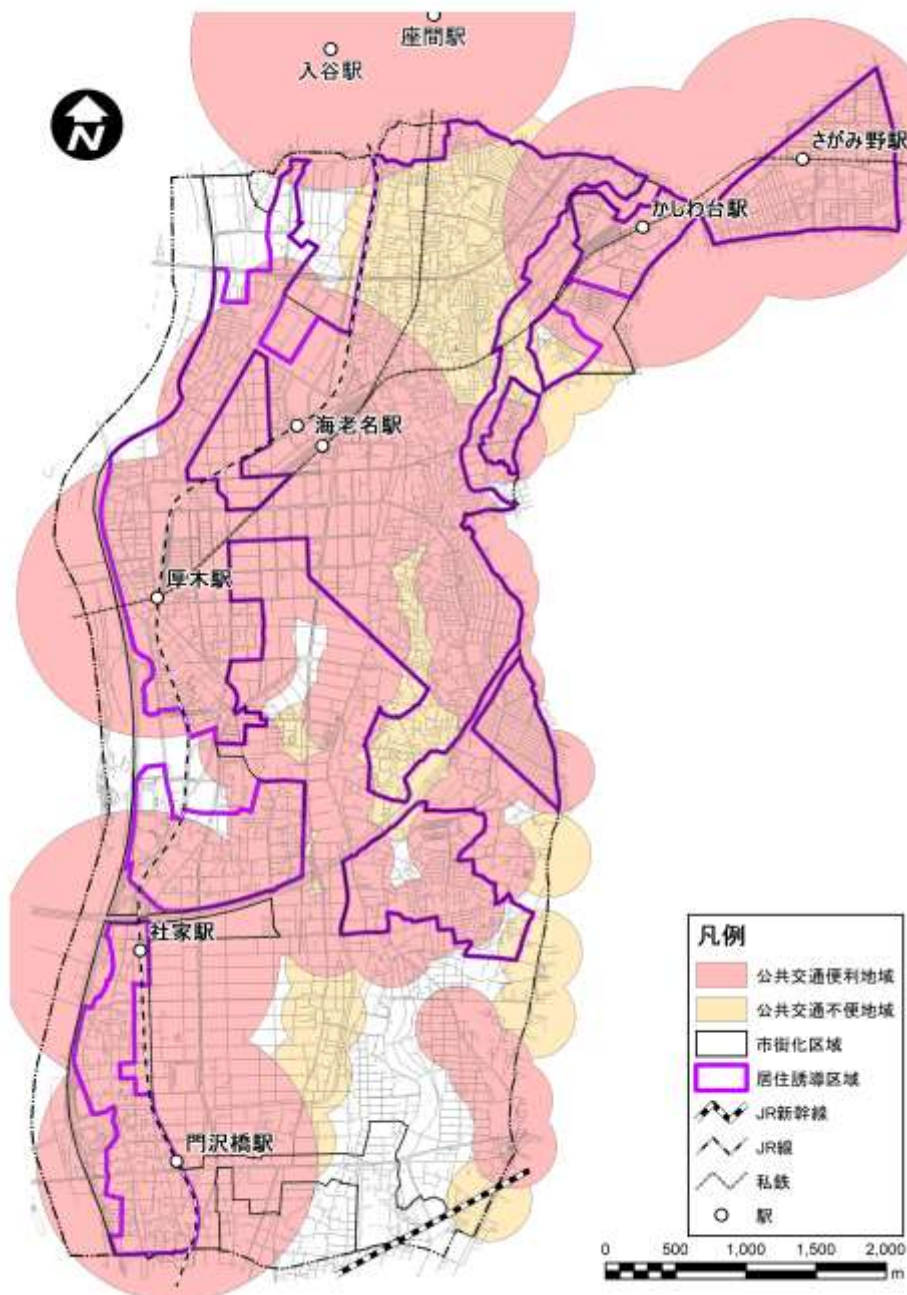 座間駅
入谷駅
N
さがみ野駅
かしわ台駅
海老名駅
厚木駅
社家駅
門沢橋駅
凡例
公共交通便利地域
公共交通不便地域
市街化区域
居住誘導区域
JR新幹線
JR線
私鉄
駅
0 500 1,000 1,500 2,000
m